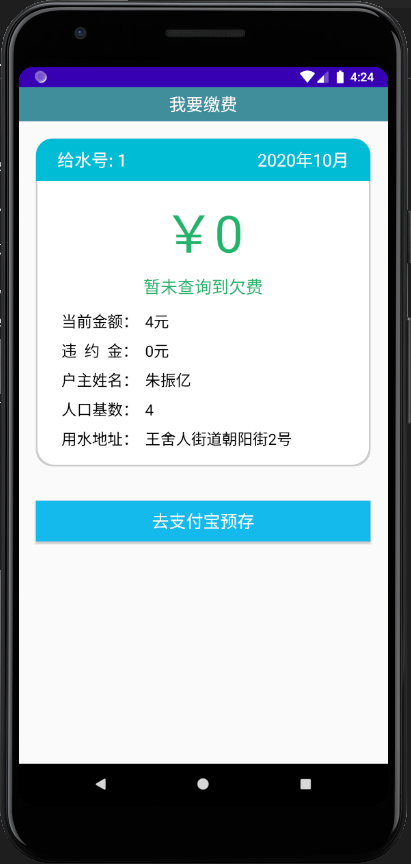 4:24
我要缴费
给水号: 1 2020年10月
￥0
暂未查询到欠费
当前金额： 4元
违 约 金： 0元
户主姓名： 朱振亿
人口基数： 4
用水地址： 王舍人街道朝阳街2号
去支付宝预存